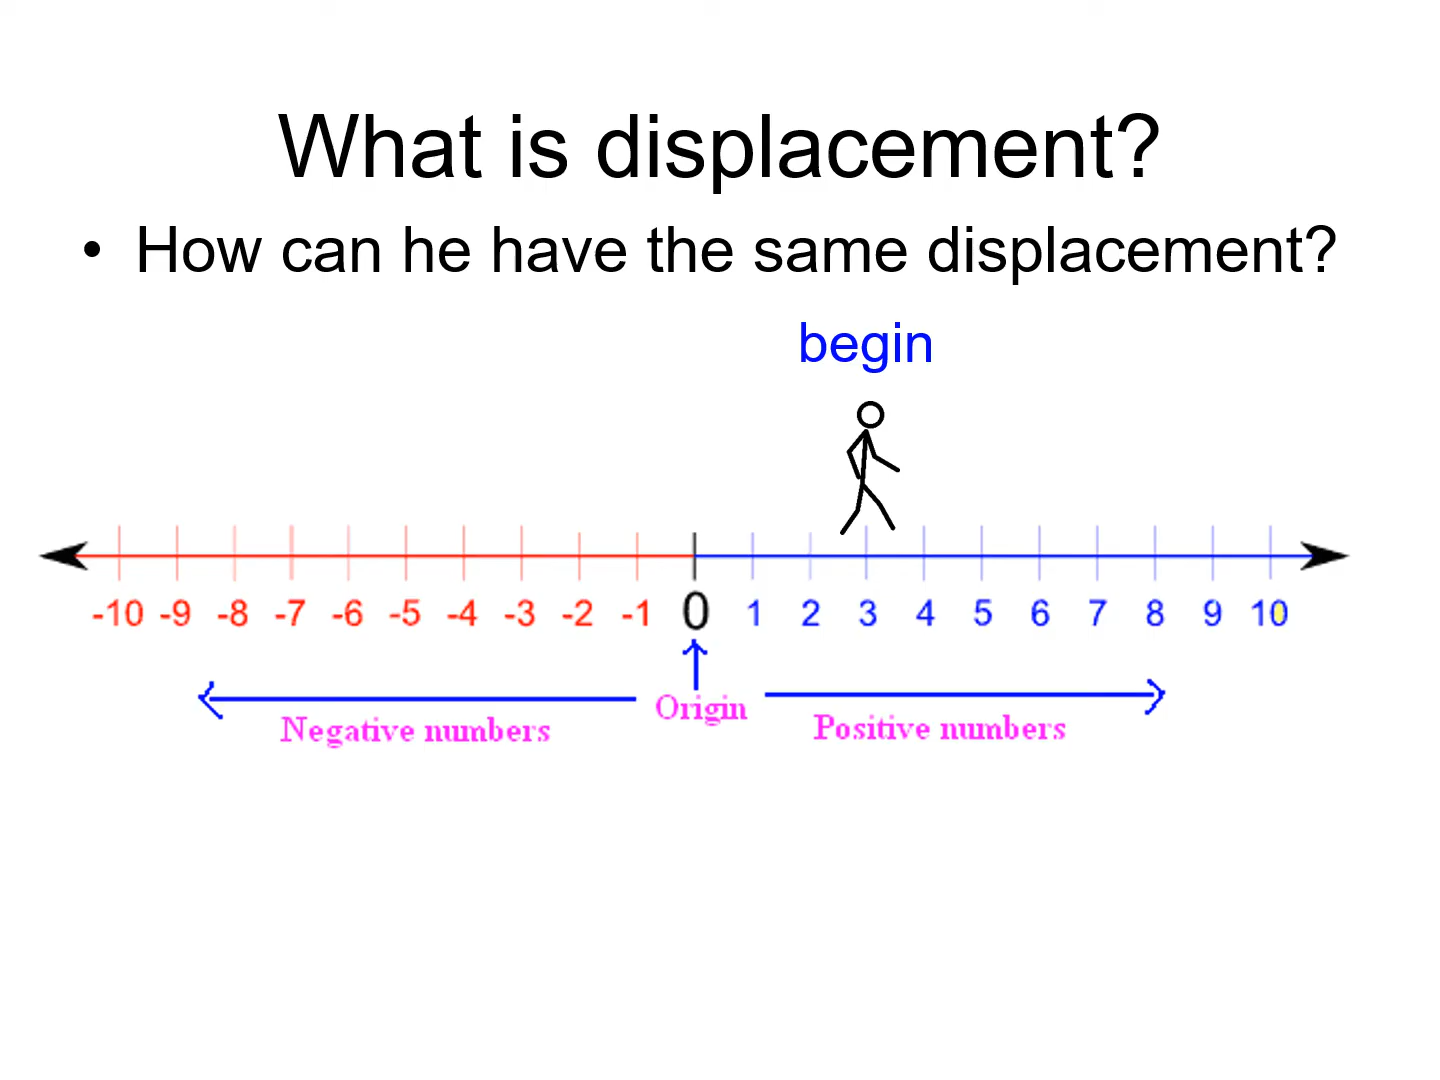 What is displacement?
• How can he have the same displacement?
begin
-10 -9 -8 -7 -6 -5 -4 -3 -2 -1 0 1 2 3 4 5 6 7 8 9 10
Origin
Negative numbers Positive numbers